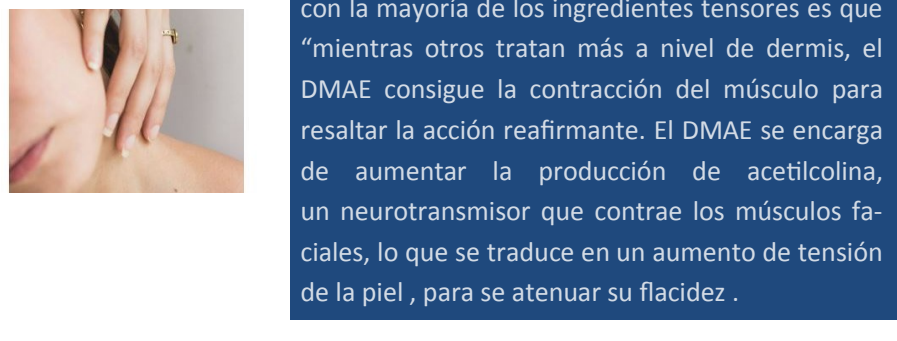 con la mayoría de los ingredientes tensores es que
“mientras otros tratan más a nivel de dermis, el
DMAE consigue la contracción del músculo para
resaltar la acción reafirmante. El DMAE se encarga
de aumentar la producción de acetilcolina,
un neurotransmisor que contrae los músculos fa-
ciales, lo que se traduce en un aumento de tensión
de la piel , para se atenuar su flacidez .